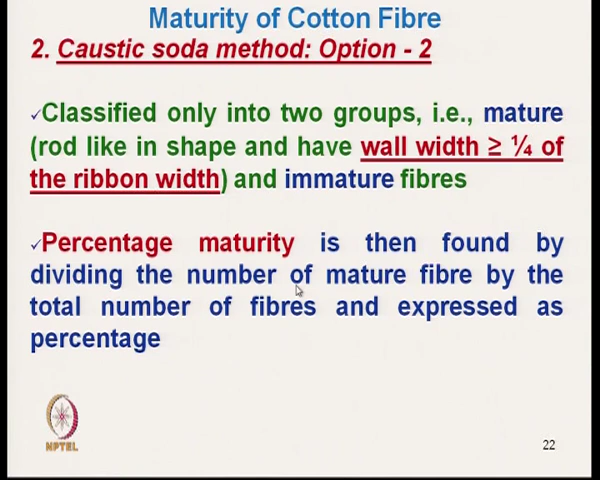 Maturity of Cotton Fibre
2. Caustic soda method: Option - 2
✓Classified only into two groups, i.e., mature
(rod like in shape and have wall width ≥ ¼ of
the ribbon width) and immature fibres
✓Percentage maturity is then found by
dividing the number of mature fibre by the
total number of fibres and expressed as
percentage
NPTEL
22